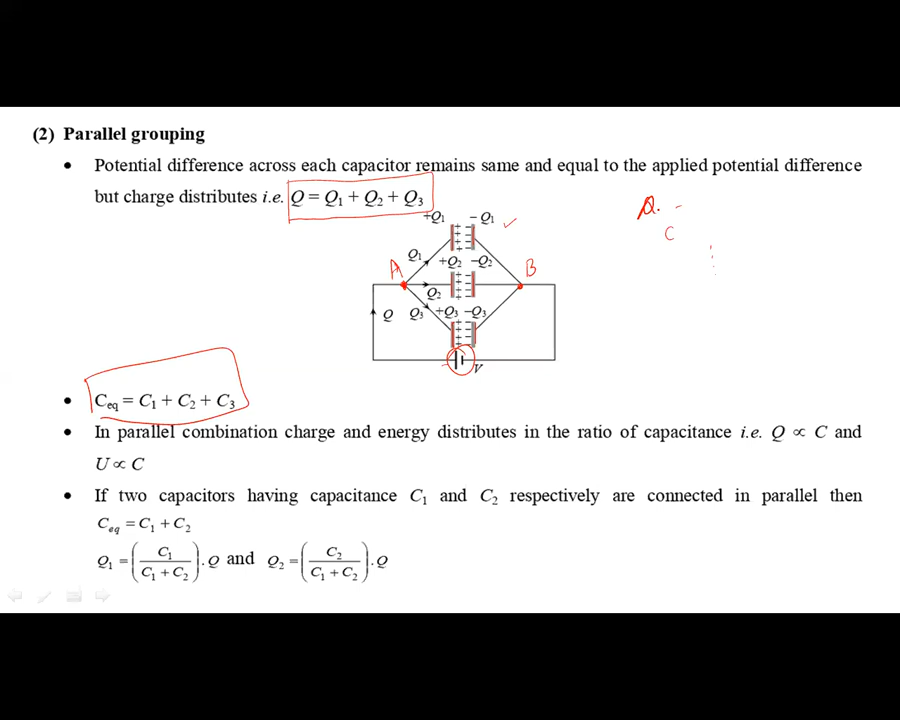 (2) Parallel grouping
• Potential difference across each capacitor remains same and equal to the applied potential difference
but charge distributes i.e. Q = Q₁ + Q₂ + Q₃
+Q₁ − Q₁
Q₁
+Q₂ −Q₂
A
B
Q₂
Q
Q₃
+Q₃ −Q₃
V
Q. -
C
• Cₑq = C₁ + C₂ + C₃
• In parallel combination charge and energy distributes in the ratio of capacitance i.e. Q ∝ C and
U ∝ C
• If two capacitors having capacitance C₁ and C₂ respectively are connected in parallel then
Cₑq = C₁ + C₂
Q₁ = (C₁ / (C₁ + C₂)) . Q and Q₂ = (C₂ / (C₁ + C₂)) . Q